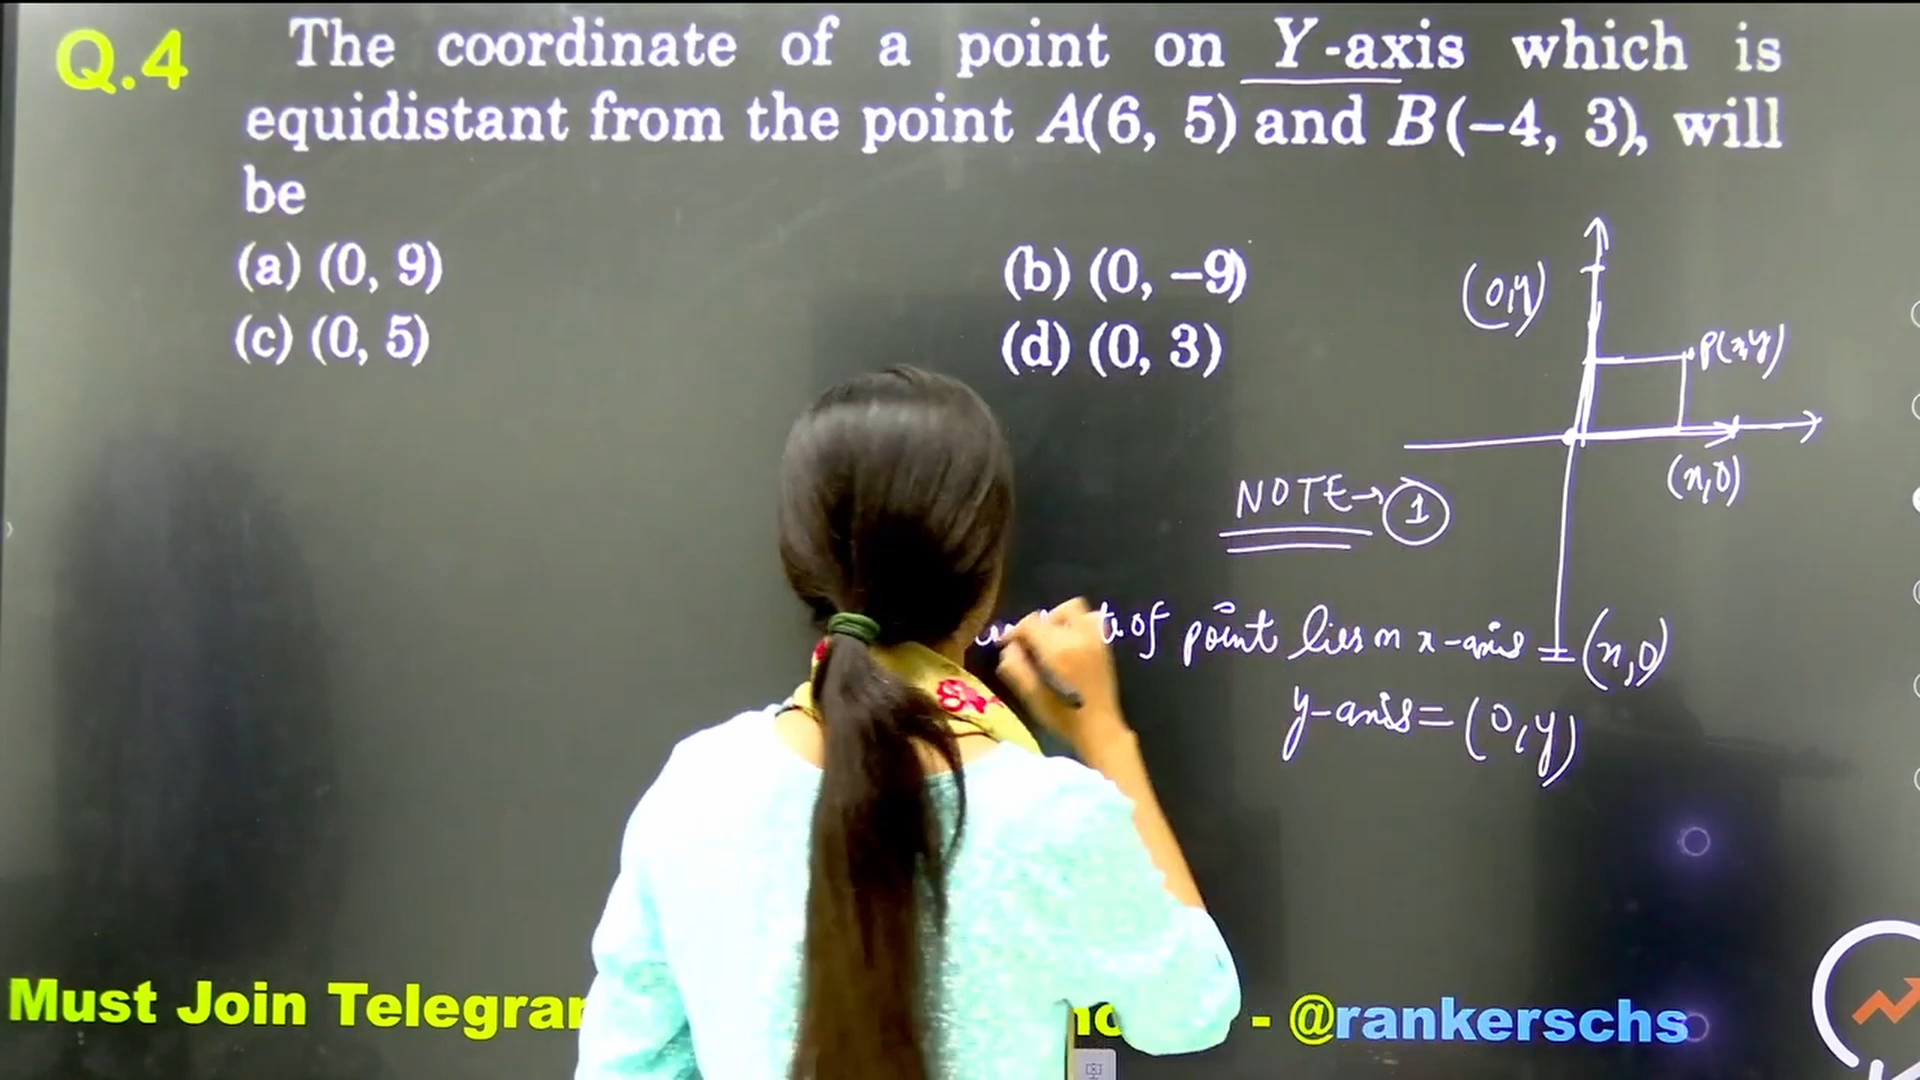 Q.4 The coordinate of a point on Y-axis which is
equidistant from the point A(6, 5) and B(–4, 3), will
be
(a) (0, 9)
(b) (0, –9)
(c) (0, 5)
(d) (0, 3)
(0,y)
P(x,y)
(x,0)
NOTE→ 1
of point lies on x-axis = (x,0)
y-axis = (0,y)
Must Join Telegram
- @rankerschs